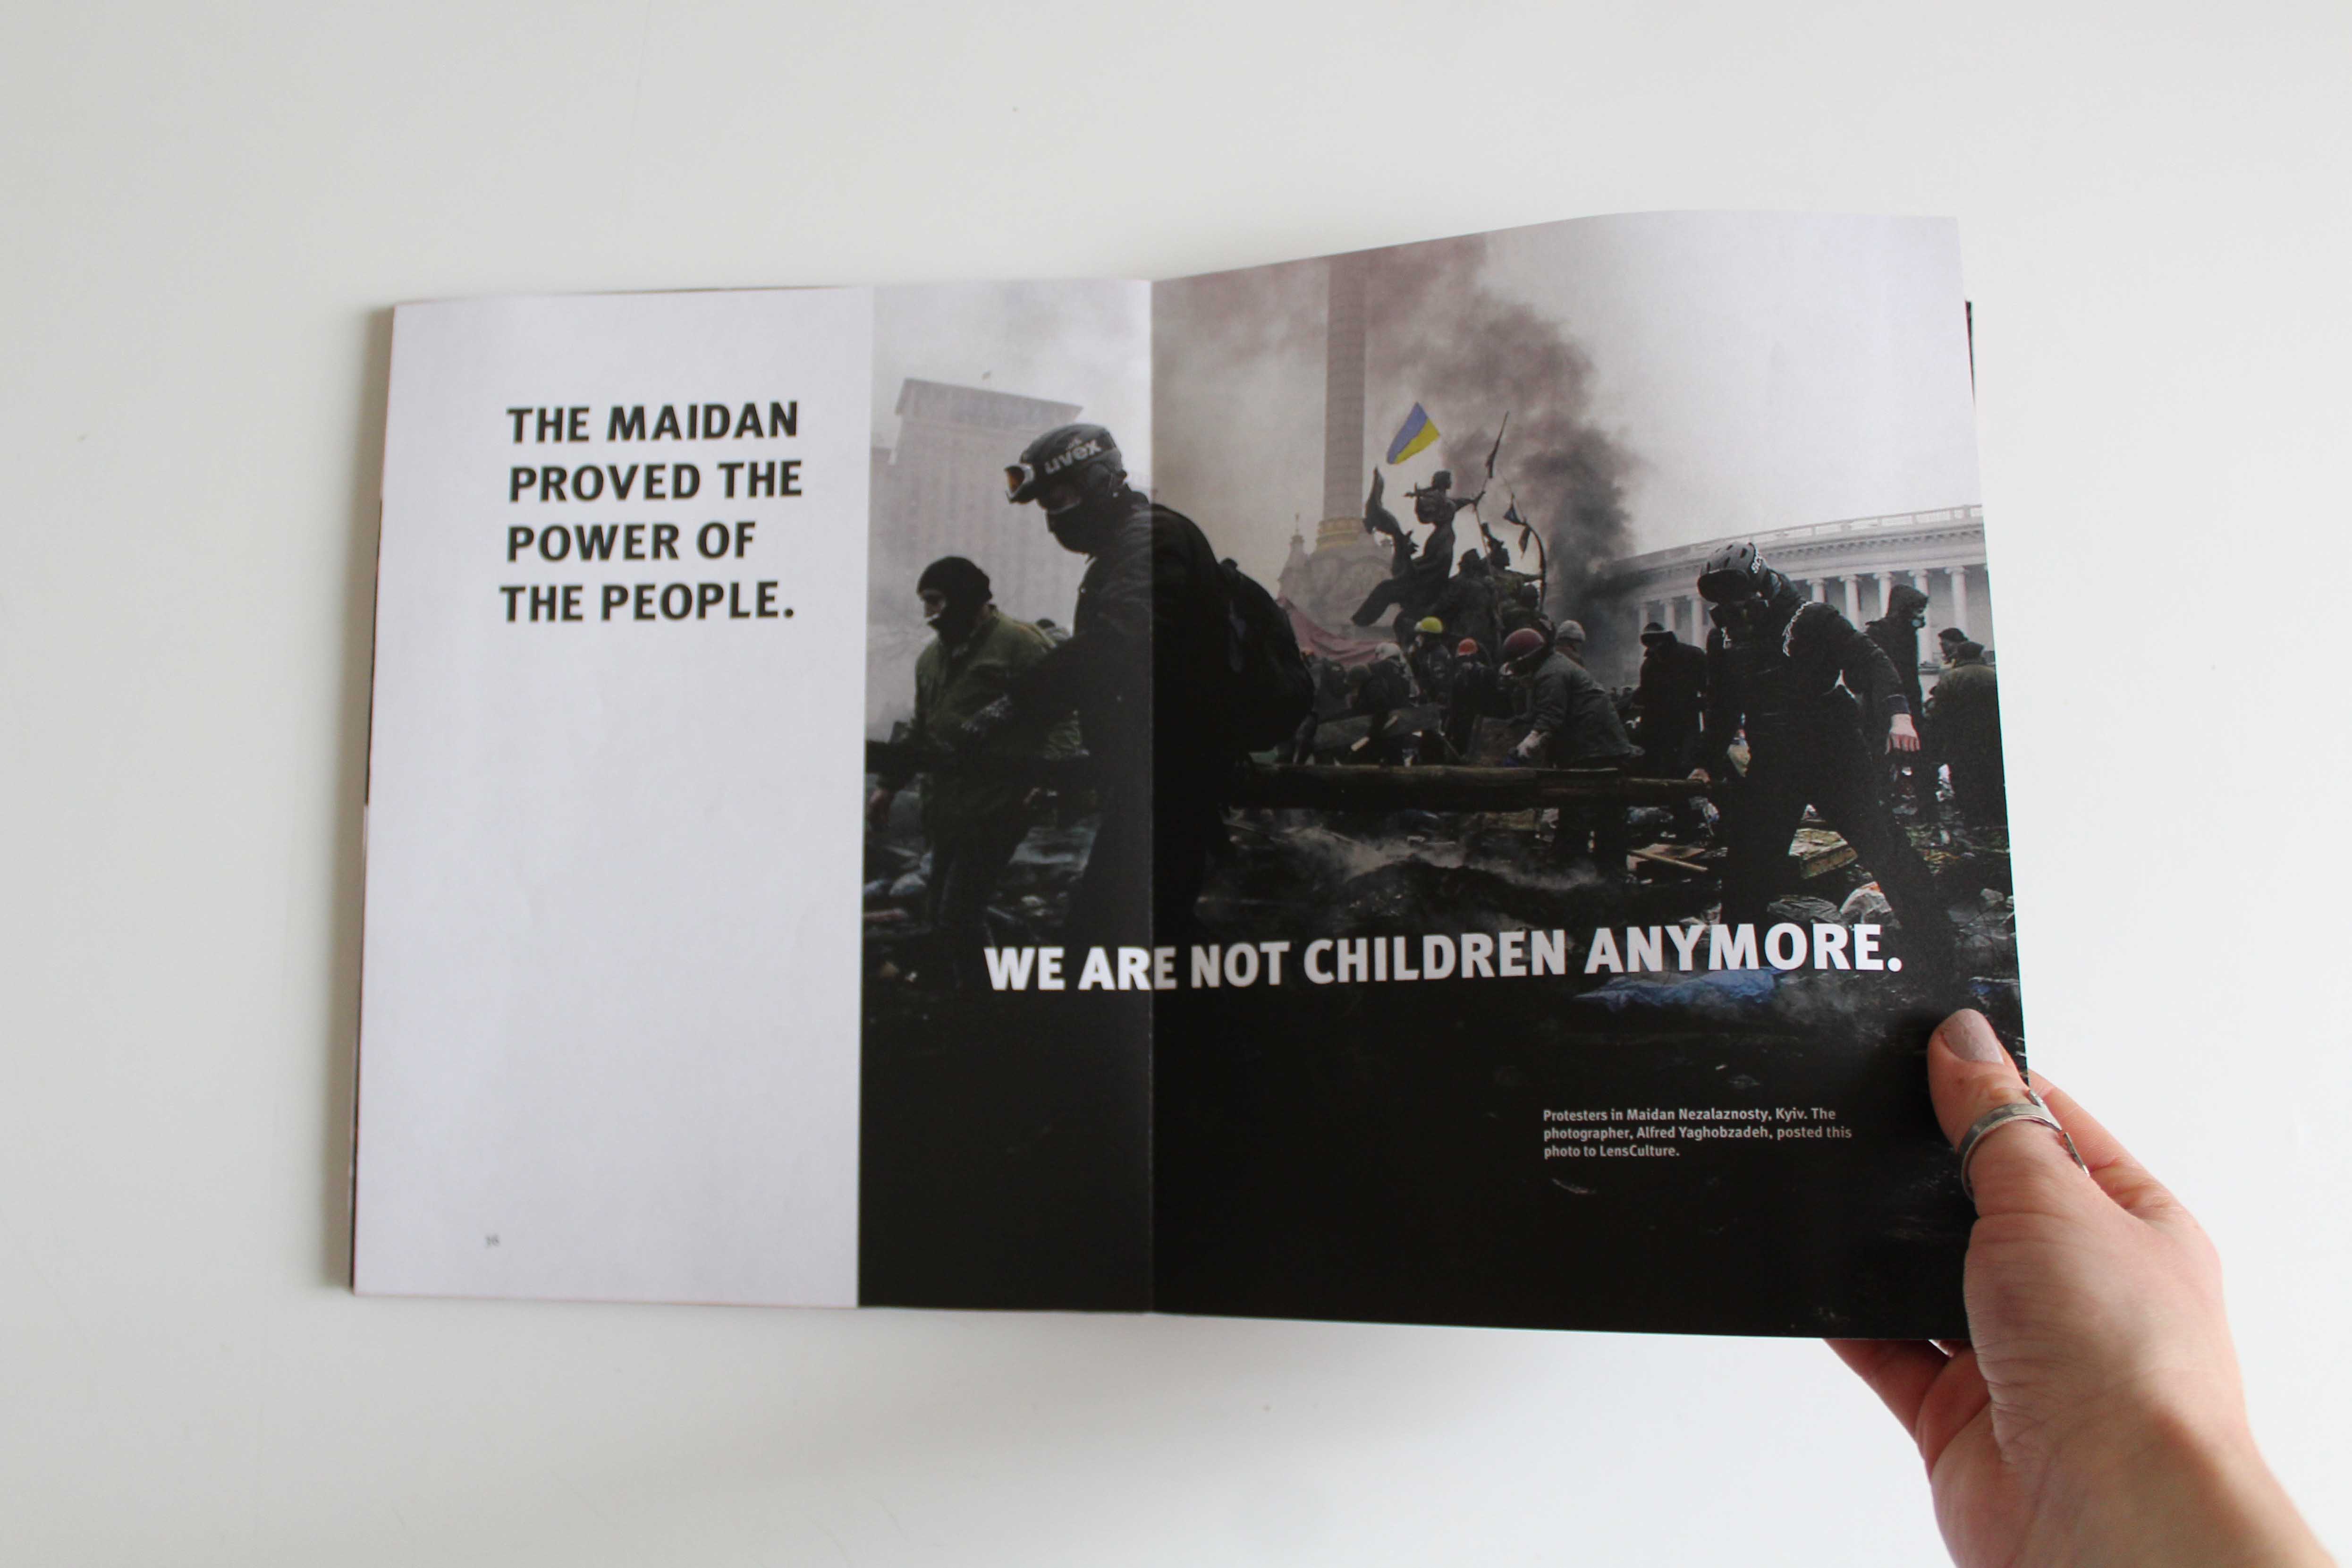 THE MAIDAN
PROVED THE
POWER OF
THE PEOPLE.
uvex
WE ARE NOT CHILDREN ANYMORE.
Protesters in Maidan Nezalaznosty, Kyiv. The
photographer, Alfred Yaghobzadeh, posted this
photo to LensCulture.